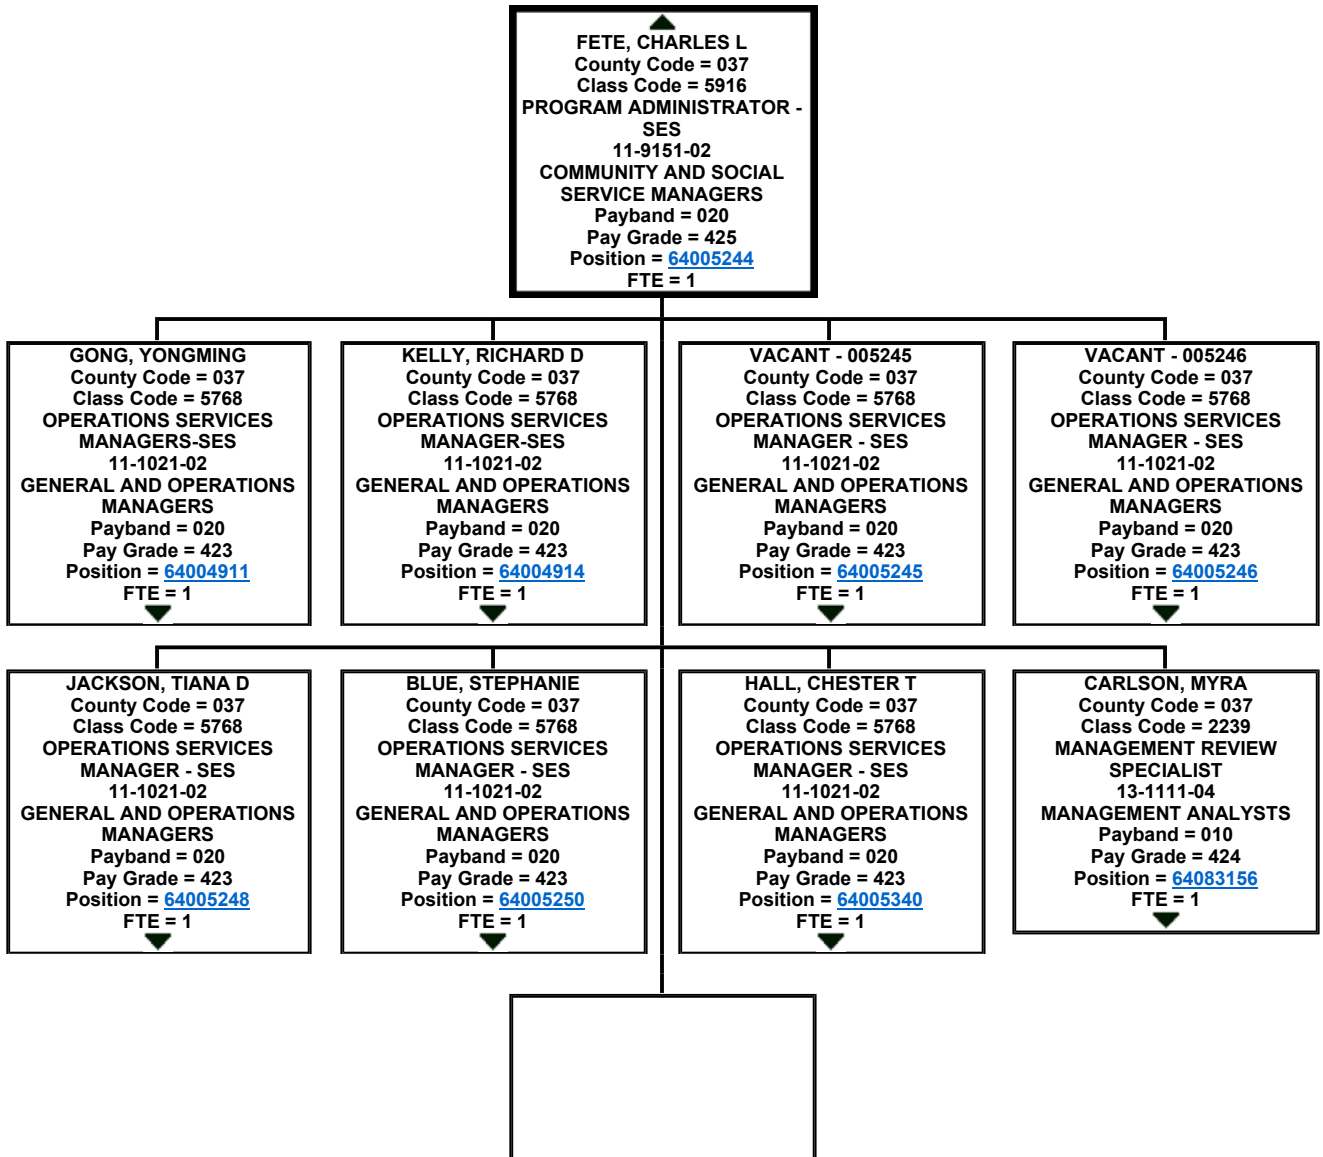 FETE, CHARLES L
County Code = 037
Class Code = 5916
PROGRAM ADMINISTRATOR -
SES
11-9151-02
COMMUNITY AND SOCIAL
SERVICE MANAGERS
Payband = 020
Pay Grade = 425
Position = 64005244
FTE = 1
GONG, YONGMING
County Code = 037
Class Code = 5768
OPERATIONS SERVICES
MANAGERS-SES
11-1021-02
GENERAL AND OPERATIONS
MANAGERS
Payband = 020
Pay Grade = 423
Position = 64004911
FTE = 1
KELLY, RICHARD D
County Code = 037
Class Code = 5768
OPERATIONS SERVICES
MANAGER-SES
11-1021-02
GENERAL AND OPERATIONS
MANAGERS
Payband = 020
Pay Grade = 423
Position = 64004914
FTE = 1
VACANT - 005245
County Code = 037
Class Code = 5768
OPERATIONS SERVICES
MANAGER - SES
11-1021-02
GENERAL AND OPERATIONS
MANAGERS
Payband = 020
Pay Grade = 423
Position = 64005245
FTE = 1
VACANT - 005246
County Code = 037
Class Code = 5768
OPERATIONS SERVICES
MANAGER - SES
11-1021-02
GENERAL AND OPERATIONS
MANAGERS
Payband = 020
Pay Grade = 423
Position = 64005246
FTE = 1
JACKSON, TIANA D
County Code = 037
Class Code = 5768
OPERATIONS SERVICES
MANAGER - SES
11-1021-02
GENERAL AND OPERATIONS
MANAGERS
Payband = 020
Pay Grade = 423
Position = 64005248
FTE = 1
BLUE, STEPHANIE
County Code = 037
Class Code = 5768
OPERATIONS SERVICES
MANAGER - SES
11-1021-02
GENERAL AND OPERATIONS
MANAGERS
Payband = 020
Pay Grade = 423
Position = 64005250
FTE = 1
HALL, CHESTER T
County Code = 037
Class Code = 5768
OPERATIONS SERVICES
MANAGER - SES
11-1021-02
GENERAL AND OPERATIONS
MANAGERS
Payband = 020
Pay Grade = 423
Position = 64005340
FTE = 1
CARLSON, MYRA
County Code = 037
Class Code = 2239
MANAGEMENT REVIEW
SPECIALIST
13-1111-04
MANAGEMENT ANALYSTS
Payband = 010
Pay Grade = 424
Position = 64083156
FTE = 1